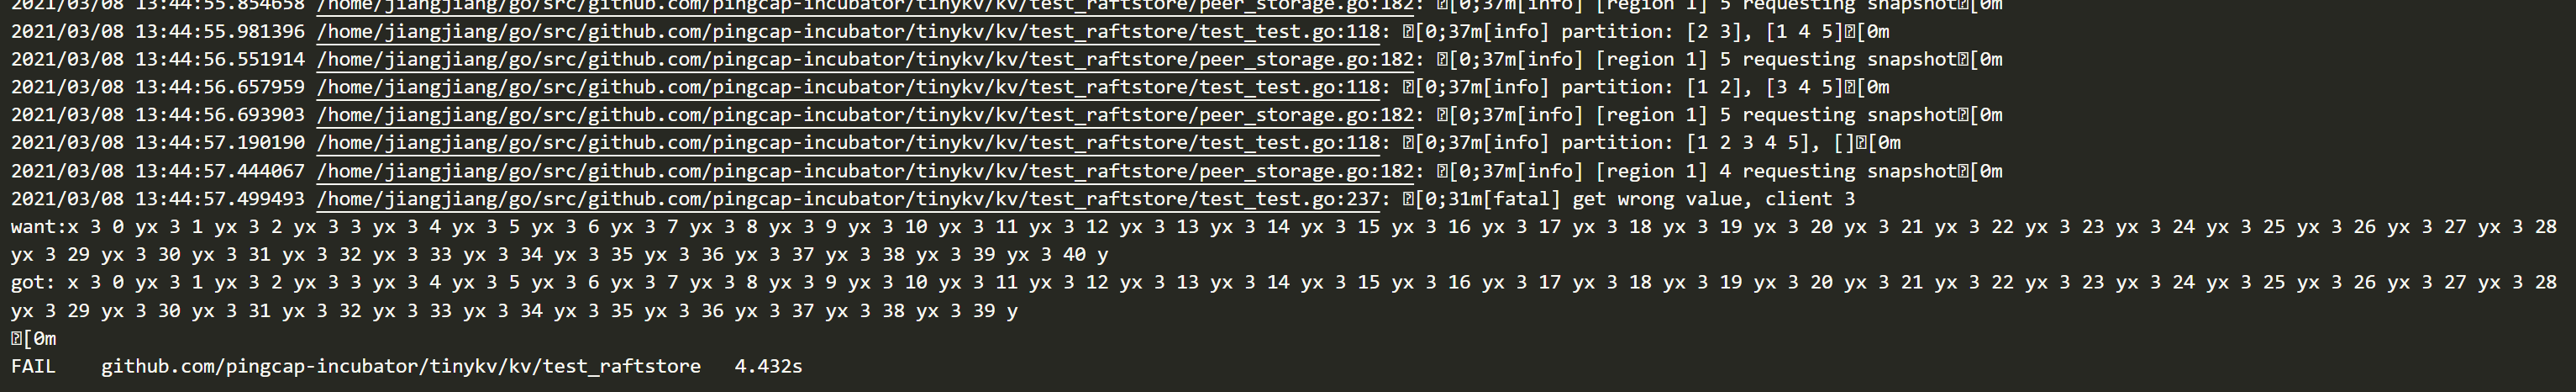 2021/03/08 13:44:55.854658 /home/jiangjiang/go/src/github.com/pingcap-incubator/tinykv/kv/test_raftstore/peer_storage.go:182: [0;37m[info] [region 1] 5 requesting snapshot[0m
2021/03/08 13:44:55.981396 /home/jiangjiang/go/src/github.com/pingcap-incubator/tinykv/kv/test_raftstore/test_test.go:118: [0;37m[info] partition: [2 3], [1 4 5][0m
2021/03/08 13:44:56.551914 /home/jiangjiang/go/src/github.com/pingcap-incubator/tinykv/kv/test_raftstore/peer_storage.go:182: [0;37m[info] [region 1] 5 requesting snapshot[0m
2021/03/08 13:44:56.657959 /home/jiangjiang/go/src/github.com/pingcap-incubator/tinykv/kv/test_raftstore/test_test.go:118: [0;37m[info] partition: [1 2], [3 4 5][0m
2021/03/08 13:44:56.693903 /home/jiangjiang/go/src/github.com/pingcap-incubator/tinykv/kv/test_raftstore/peer_storage.go:182: [0;37m[info] [region 1] 5 requesting snapshot[0m
2021/03/08 13:44:57.190190 /home/jiangjiang/go/src/github.com/pingcap-incubator/tinykv/kv/test_raftstore/test_test.go:118: [0;37m[info] partition: [1 2 3 4 5], [][0m
2021/03/08 13:44:57.444067 /home/jiangjiang/go/src/github.com/pingcap-incubator/tinykv/kv/test_raftstore/peer_storage.go:182: [0;37m[info] [region 1] 4 requesting snapshot[0m
2021/03/08 13:44:57.499493 /home/jiangjiang/go/src/github.com/pingcap-incubator/tinykv/kv/test_raftstore/test_test.go:237: [0;31m[fatal] get wrong value, client 3
want:x 3 0 yx 3 1 yx 3 2 yx 3 3 yx 3 4 yx 3 5 yx 3 6 yx 3 7 yx 3 8 yx 3 9 yx 3 10 yx 3 11 yx 3 12 yx 3 13 yx 3 14 yx 3 15 yx 3 16 yx 3 17 yx 3 18 yx 3 19 yx 3 20 yx 3 21 yx 3 22 yx 3 23 yx 3 24 yx 3 25 yx 3 26 yx 3 27 yx 3 28
yx 3 29 yx 3 30 yx 3 31 yx 3 32 yx 3 33 yx 3 34 yx 3 35 yx 3 36 yx 3 37 yx 3 38 yx 3 39 yx 3 40 y
got: x 3 0 yx 3 1 yx 3 2 yx 3 3 yx 3 4 yx 3 5 yx 3 6 yx 3 7 yx 3 8 yx 3 9 yx 3 10 yx 3 11 yx 3 12 yx 3 13 yx 3 14 yx 3 15 yx 3 16 yx 3 17 yx 3 18 yx 3 19 yx 3 20 yx 3 21 yx 3 22 yx 3 23 yx 3 24 yx 3 25 yx 3 26 yx 3 27 yx 3 28
yx 3 29 yx 3 30 yx 3 31 yx 3 32 yx 3 33 yx 3 34 yx 3 35 yx 3 36 yx 3 37 yx 3 38 yx 3 39 y
[0m
FAIL github.com/pingcap-incubator/tinykv/kv/test_raftstore 4.432s